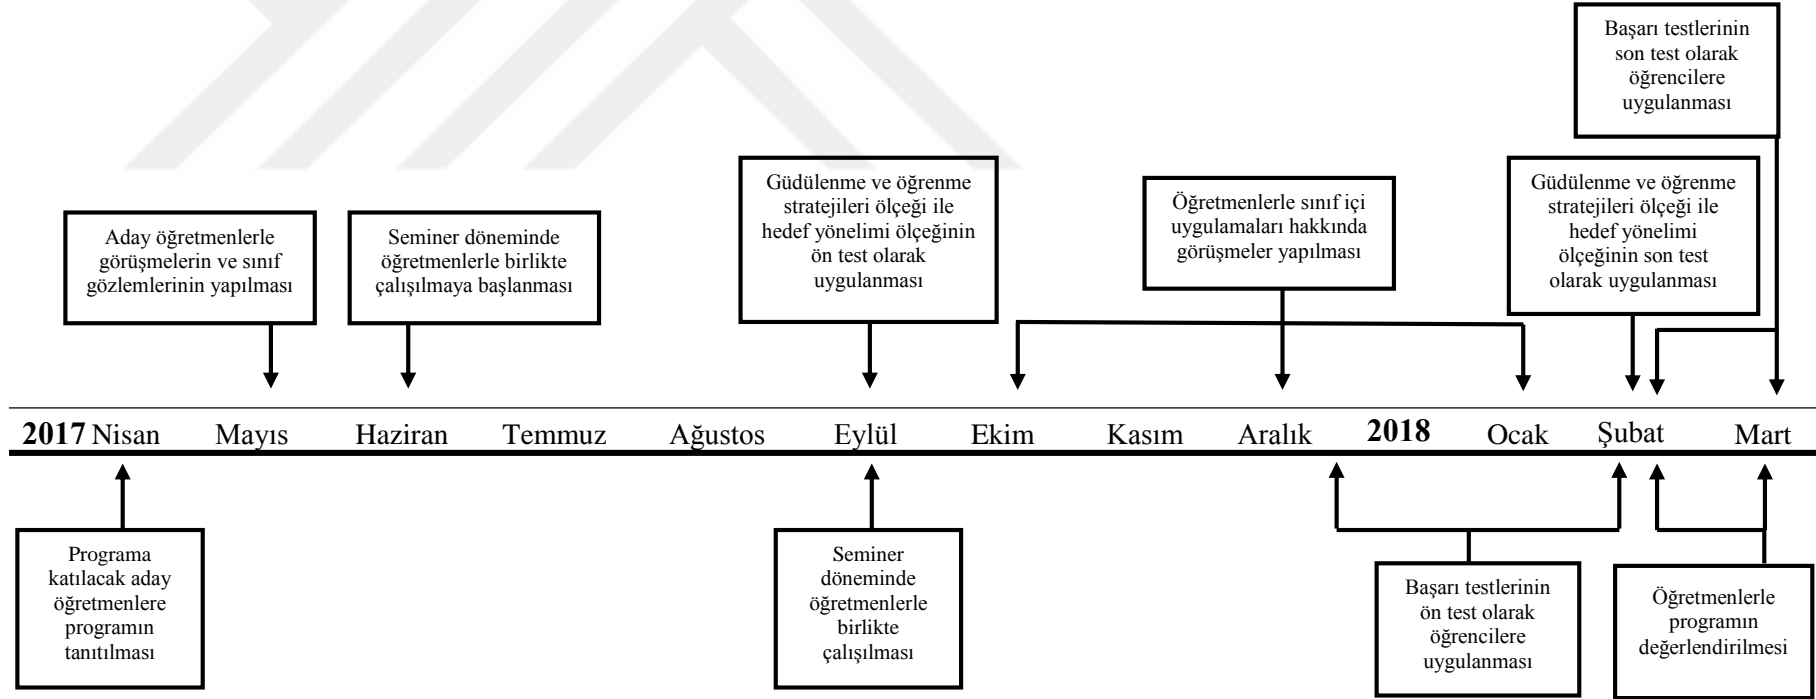 Başarı testlerinin
son test olarak
öğrencilere
uygulanması
Aday öğretmenlerle
görüşmelerin ve sınıf
gözlemlerinin yapılması
Seminer döneminde
öğretmenlerle birlikte
çalışılmaya başlanması
Güdülenme ve öğrenme
stratejileri ölçeği ile
hedef yönelimi ölçeğinin
ön test olarak
uygulanması
Öğretmenlerle sınıf içi
uygulamaları hakkında
görüşmeler yapılması
Güdülenme ve öğrenme
stratejileri ölçeği ile
hedef yönelimi
ölçeğinin son test
olarak uygulanması
2017 Nisan Mayıs Haziran Temmuz Ağustos Eylül Ekim Kasım Aralık 2018 Ocak Şubat Mart
Programa
katılacak aday
öğretmenlere
programın
tanıtılması
Seminer
döneminde
öğretmenlerle
birlikte
çalışılması
Başarı testlerinin
ön test olarak
öğrencilere
uygulanması
Öğretmenlerle
programın
değerlendirilmesi